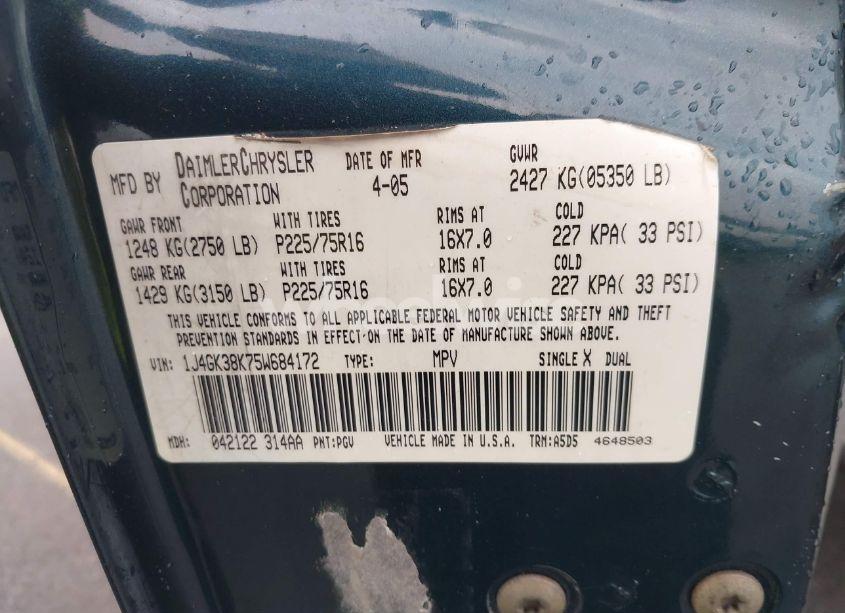 MFD BY DAIMLERCHRYSLER CORPORATION DATE OF MFR 4-05 GVWR 2427 KG(05350 LB)
GAWR FRONT WITH TIRES RIMS AT COLD
1248 KG(2750 LB) P225/75R16 16X7.0 227 KPA( 33 PSI)
GAWR REAR WITH TIRES RIMS AT COLD
1429 KG(3150 LB) P225/75R16 16X7.0 227 KPA( 33 PSI)
THIS VEHICLE CONFORMS TO ALL APPLICABLE FEDERAL MOTOR VEHICLE SAFETY AND THEFT
PREVENTION STANDARDS IN EFFECT ON THE DATE OF MANUFACTURE SHOWN ABOVE.
VIN: 1J4GK38K75W684172 TYPE: MPV SINGLE X DUAL
MDH: 042122 314AA PNT:PGV VEHICLE MADE IN U.S.A. TRM:A5D5 4648503